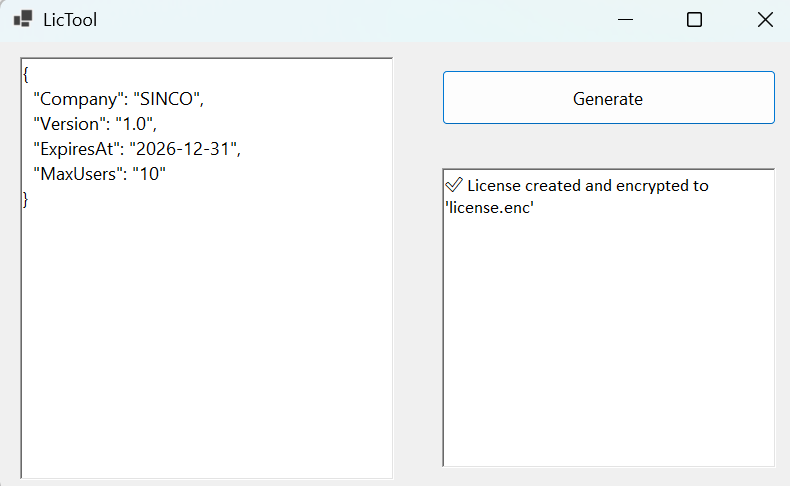 LicTool
{
"Company": "SINCO",
"Version": "1.0",
"ExpiresAt": "2026-12-31",
"MaxUsers": "10"
}
Generate
✅ License created and encrypted to
'license.enc'